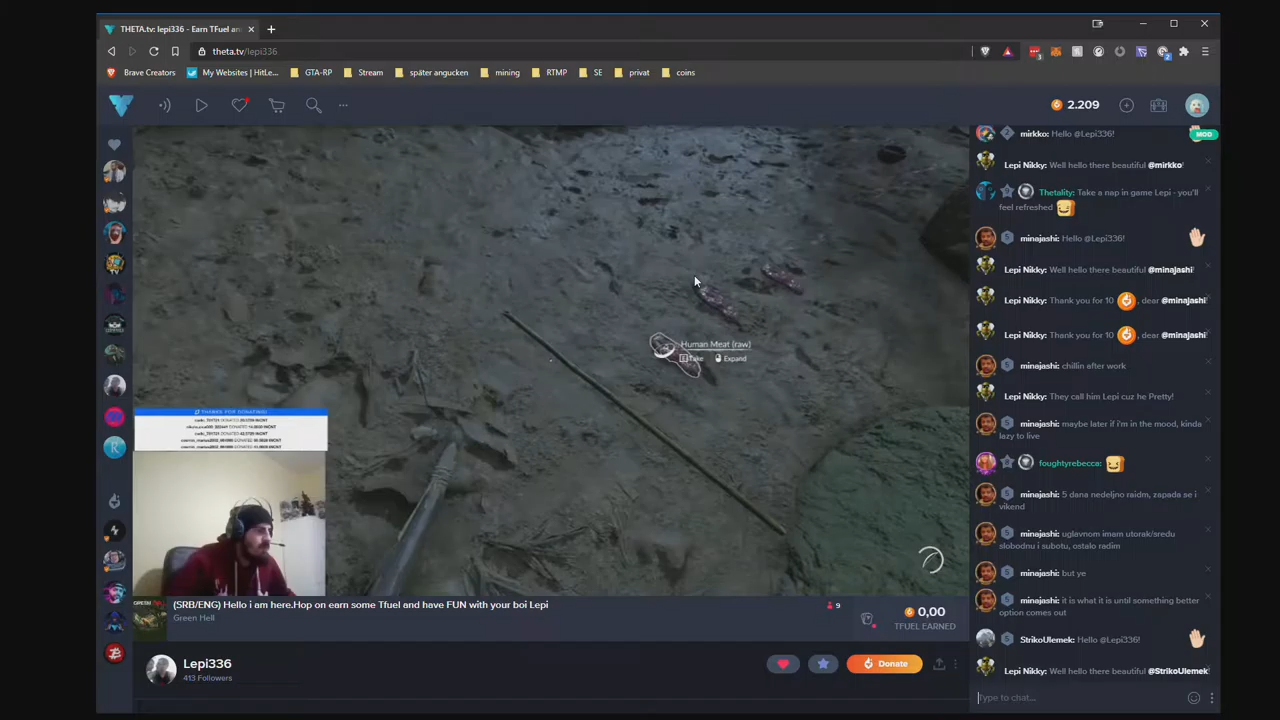 THETA.tv: lepi336 - Earn TFuel an
theta.tv/lepi336
3
2
Brave Creators
My Websites | HitLe...
GTA-RP
Stream
später angucken
mining
RTMP
SE
privat
coins
2.209
mirkko: Hello @Lepi336!
MOD
Lepi Nikky: Well hello there beautiful @mirkko!
Thetality: Take a nap in game Lepi - you'll
feel refreshed
minajashi: Hello @Lepi336!
Lepi Nikky: Well hello there beautiful @minajashi!
Lepi Nikky: Thank you for 10 , dear @minajashi!
Lepi Nikky: Thank you for 10 , dear @minajashi!
minajashi: chillin after work
Lepi Nikky: They call him Lepi cuz he Pretty!
minajashi: maybe later if i'm in the mood, kinda
lazy to live
foughtyrebecca:
minajashi: 5 dana nedeljno raidm, zapada se i
vikend
minajashi: uglavnom imam utorak/sredu
slobodnu i subotu, ostalo radim
minajashi: but ye
minajashi: it is what it is until something better
option comes out
StrikoUlemek: Hello @Lepi336!
Lepi Nikky: Well hello there beautiful @StrikoUlemek!
Type to chat...
Human Meat (raw)
E Take
Expand
THANKS FOR DONATING!
(SRB/ENG) Hello i am here.Hop on earn some Tfuel and have FUN with your boi Lepi
Green Hell
9
0,00
TFUEL EARNED
Lepi336
413 Followers
Donate